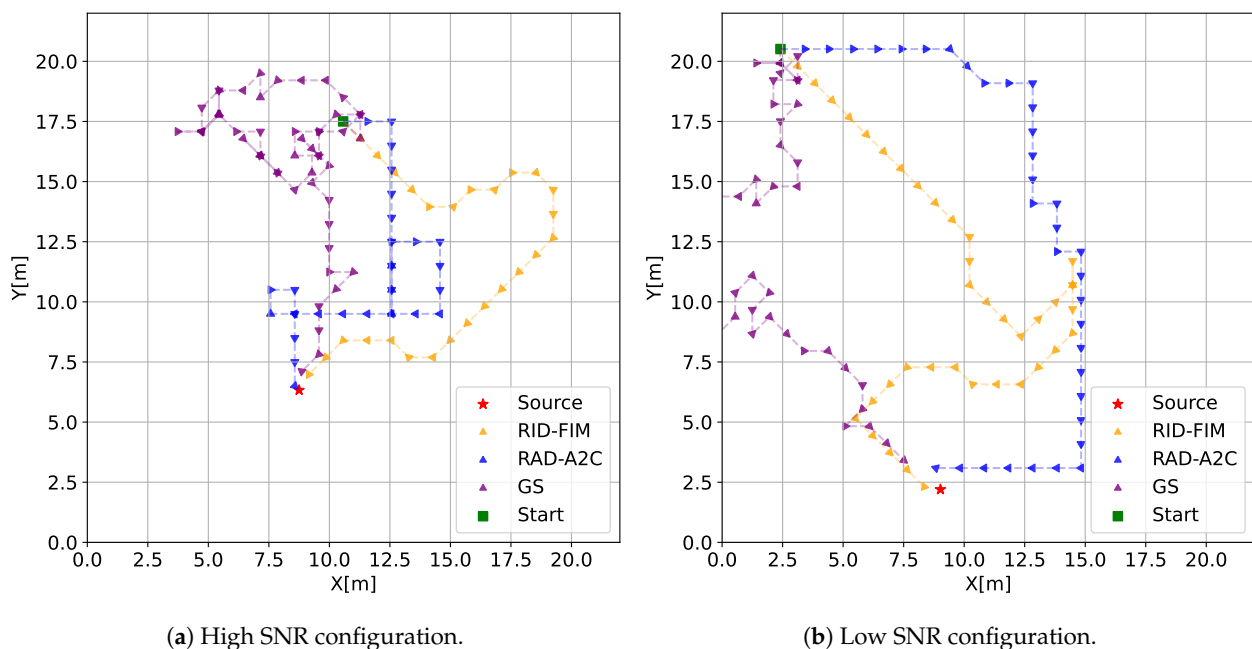 20.0
17.5
15.0
12.5
10.0
7.5
5.0
2.5
0.0
Y[m]
0.0 2.5 5.0 7.5 10.0 12.5 15.0 17.5 20.0
X[m]
Source
RID-FIM
RAD-A2C
GS
Start
(a) High SNR configuration.
20.0
17.5
15.0
12.5
10.0
7.5
5.0
2.5
0.0
Y[m]
0.0 2.5 5.0 7.5 10.0 12.5 15.0 17.5 20.0
X[m]
Source
RID-FIM
RAD-A2C
GS
Start
(b) Low SNR configuration.